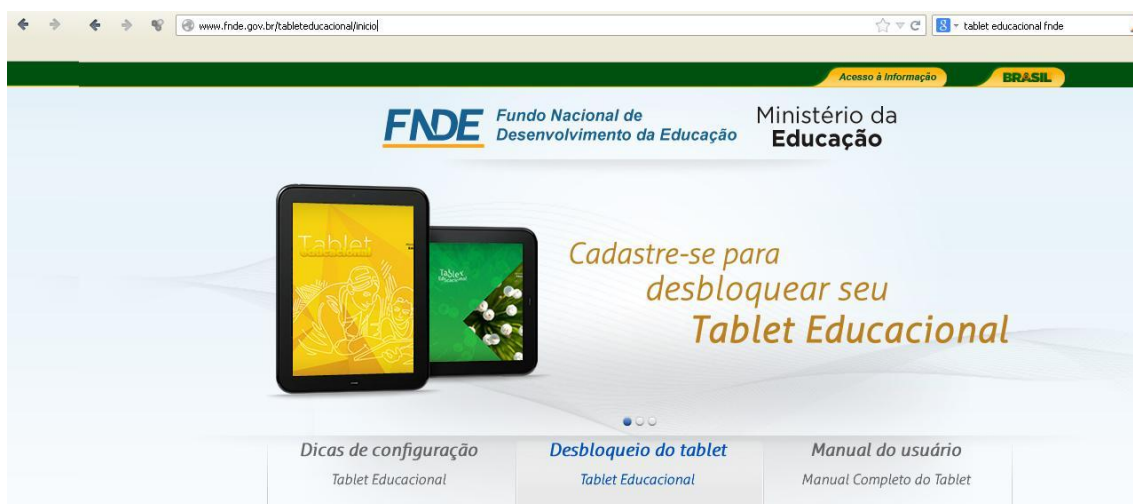 www.fnde.gov.br/tableteducacional/inicio
tablet educacional fnde
Acesso à Informação
BRASIL
FNDE
Fundo Nacional de
Desenvolvimento da Educação
Ministério da
Educação
Tablet
educacional
Tablet
Educacional
Cadastre-se para
desbloquear seu
Tablet Educacional
Dicas de configuração
Tablet Educacional
Desbloqueio do tablet
Tablet Educacional
Manual do usuário
Manual Completo do Tablet